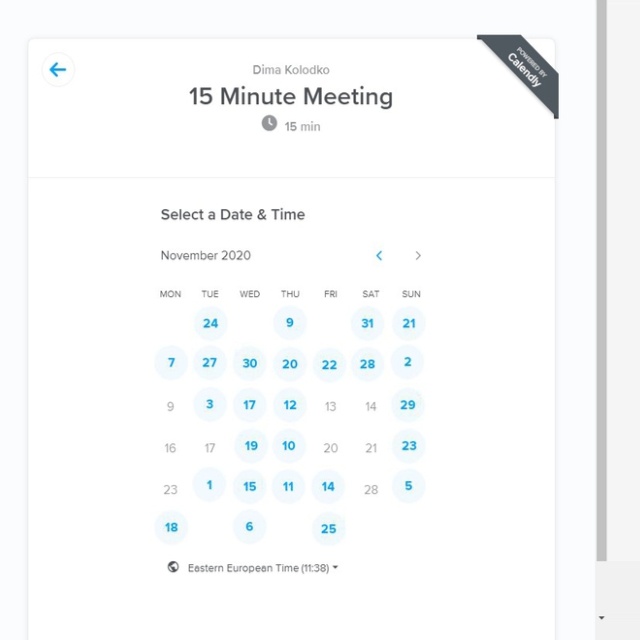 POWERED BY
Calendly
Dima Kolodko
15 Minute Meeting
15 min
Select a Date & Time
November 2020
MON TUE WED THU FRI SAT SUN
24 9 31 21
7 27 30 20 22 28 2
9 3 17 12 13 14 29
16 17 19 10 20 21 23
23 1 15 11 14 28 5
18 6 25
Eastern European Time (11:38)